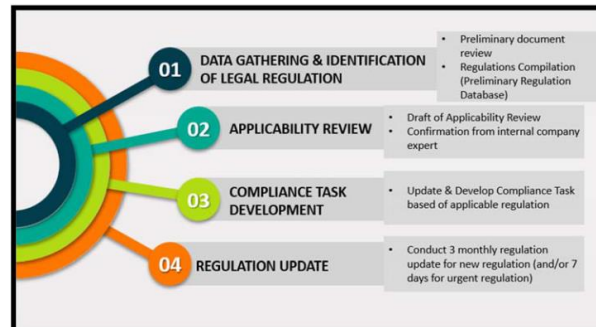 01
DATA GATHERING & IDENTIFICATION
OF LEGAL REGULATION
• Preliminary document
review
• Regulations Compilation
(Preliminary Regulation
Database)
02
APPLICABILITY REVIEW
• Draft of Applicability Review
• Confirmation from internal company
expert
03
COMPLIANCE TASK
DEVELOPMENT
• Update & Develop Compliance Task
based of applicable regulation
04
REGULATION UPDATE
• Conduct 3 monthly regulation
update for new regulation (and/or 7
days for urgent regulation)